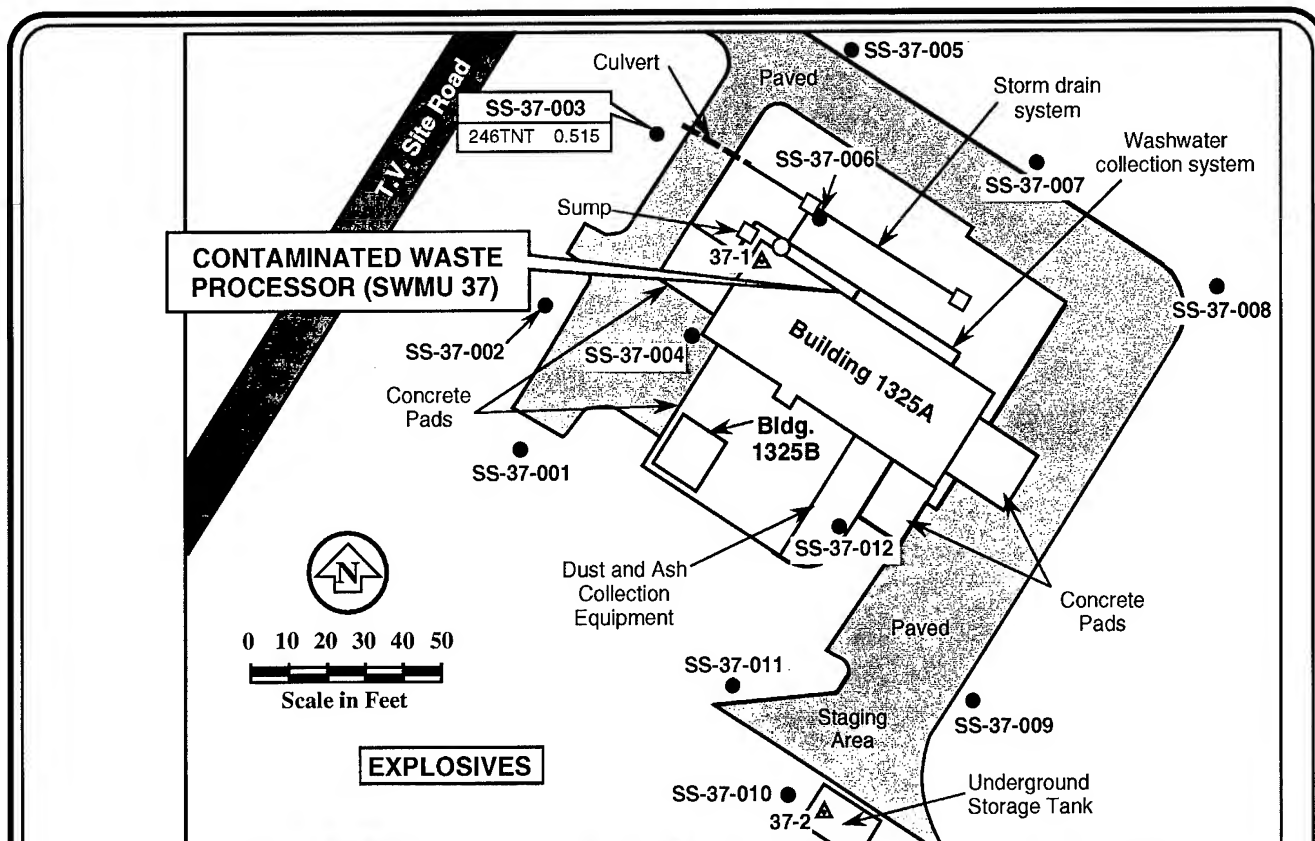 SS-37-005
Culvert
Paved
Storm drain
system
SS-37-003
246TNT 0.515
T.V. Site Road
Washwater
collection system
SS-37-006
SS-37-007
Sump
37-1
CONTAMINATED WASTE
PROCESSOR (SWMU 37)
SS-37-008
SS-37-002
SS-37-004
Building 1325A
Concrete
Pads
Bldg.
1325B
SS-37-001
SS-37-012
N
Dust and Ash
Collection
Equipment
Concrete
Pads
Paved
0 10 20 30 40 50
Scale in Feet
SS-37-011
Staging
Area
SS-37-009
EXPLOSIVES
Underground
Storage Tank
SS-37-010
37-2